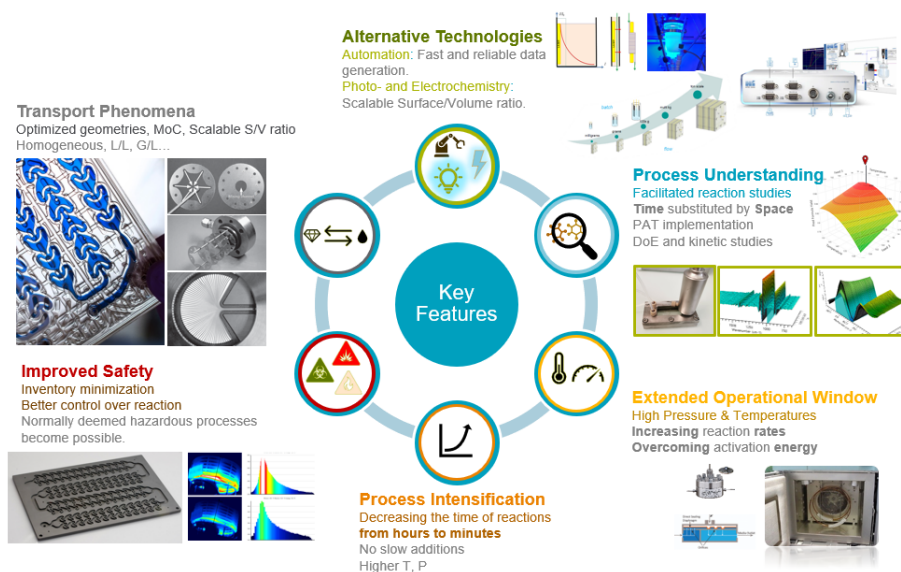 Alternative Technologies
Automation: Fast and reliable data
generation.
Photo- and Electrochemistry:
Scalable Surface/Volume ratio.
Transport Phenomena
Optimized geometries, MoC, Scalable S/V ratio
Homogeneous, L/L, G/L…
Process Understanding
Facilitated reaction studies
Time substituted by Space
PAT implementation
DoE and kinetic studies
Key
Features
Improved Safety
Inventory minimization
Better control over reaction
Normally deemed hazardous processes
become possible.
Extended Operational Window
High Pressure & Temperatures
Increasing reaction rates
Overcoming activation energy
Process Intensification
Decreasing the time of reactions
from hours to minutes
No slow additions
Higher T, P